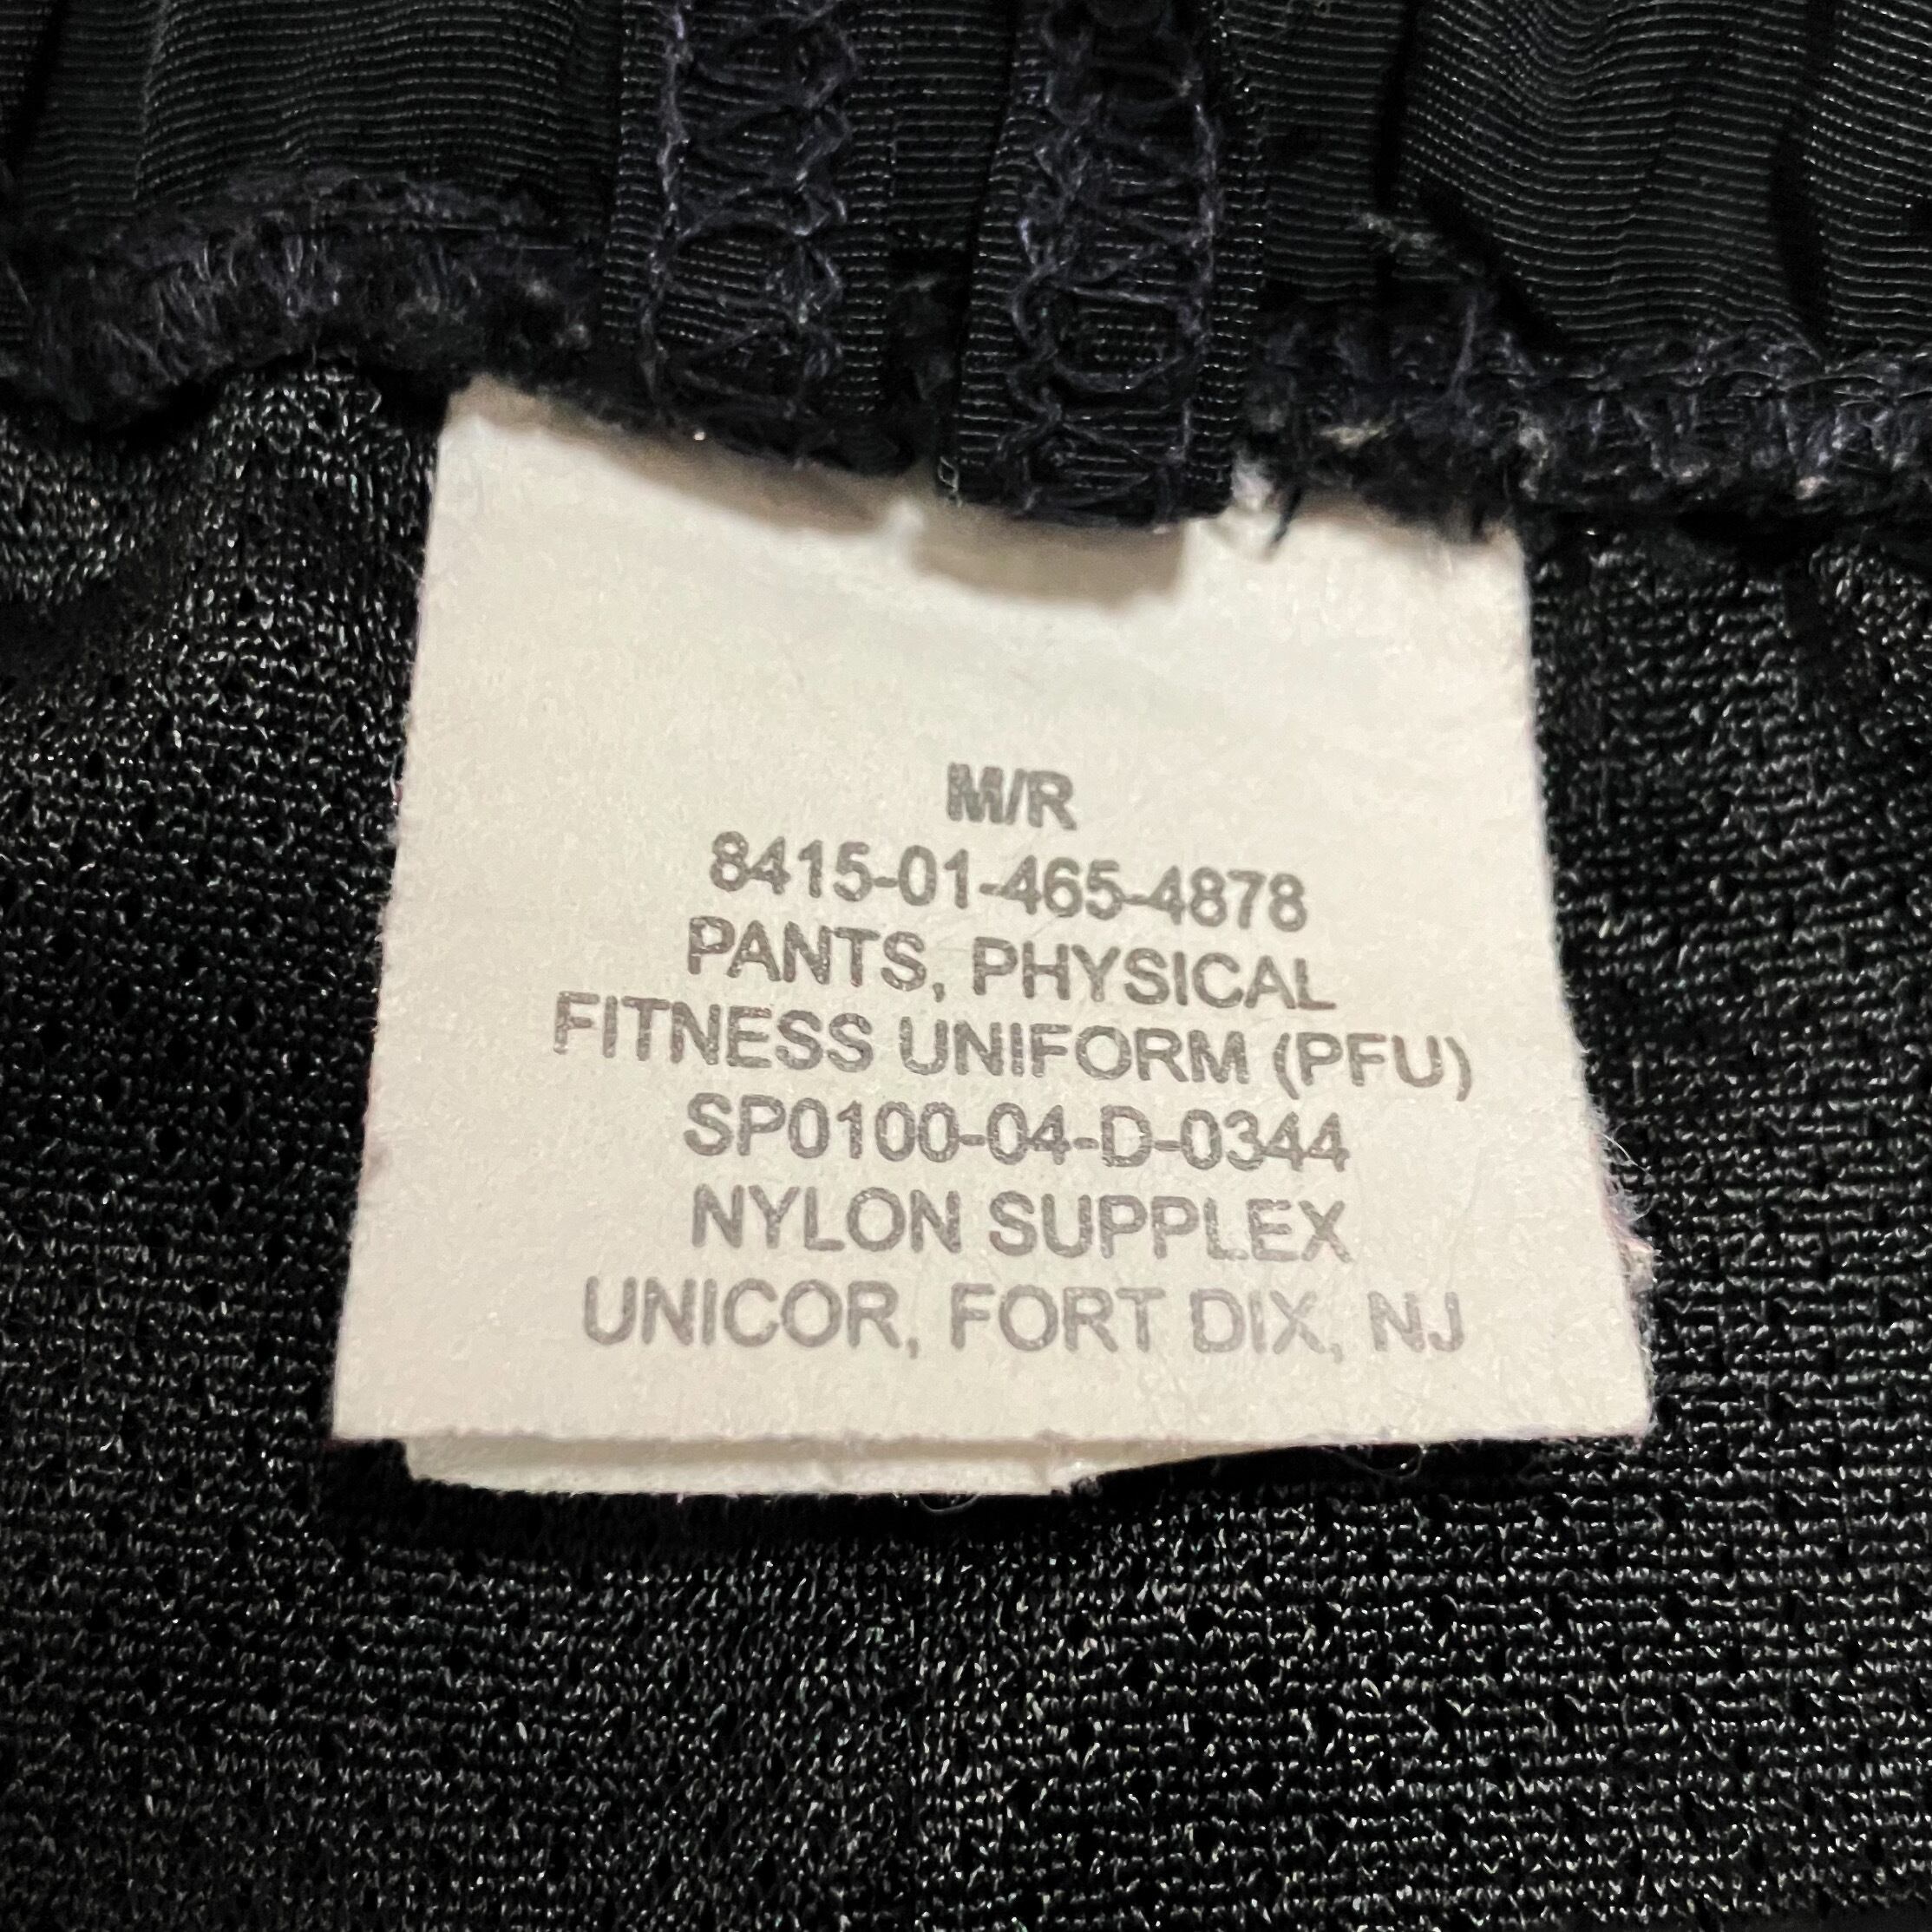 M/R
8415-01-465-4878
PANTS, PHYSICAL
FITNESS UNIFORM (PFU)
SP0100-04-D-0344
NYLON SUPPLEX
UNICOR, FORT DIX, NJ